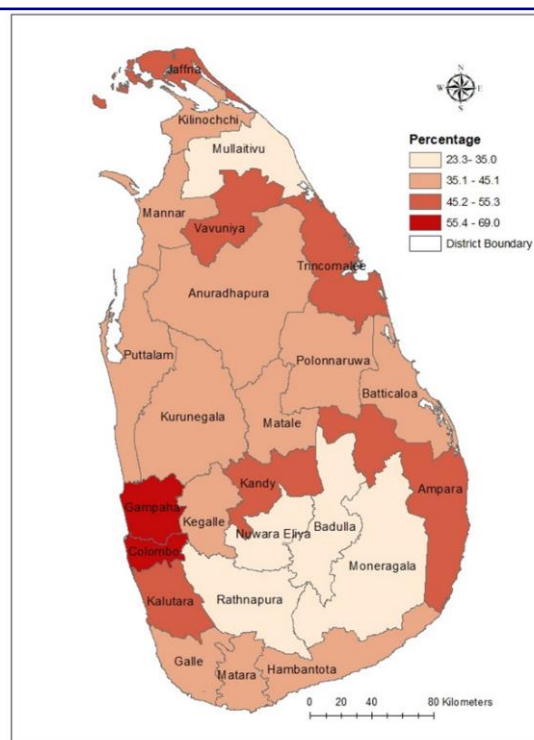 Jaffna
N
W E
S
Kilinochchi
Mullaitivu
Percentage
23.3- 35.0
35.1 - 45.1
45.2 - 55.3
55.4 - 69.0
District Boundary
Mannar
Vavuniya
Trincomalee
Anuradhapura
Puttalam
Polonnaruwa
Batticaloa
Kurunegala
Matale
Kandy
Ampara
Gampaha
Kegalle
Nuwara Eliya
Badulla
Colombo
Moneragala
Kalutara
Rathnapura
Galle
Matara
Hambantota
0 20 40 80 Kilometers